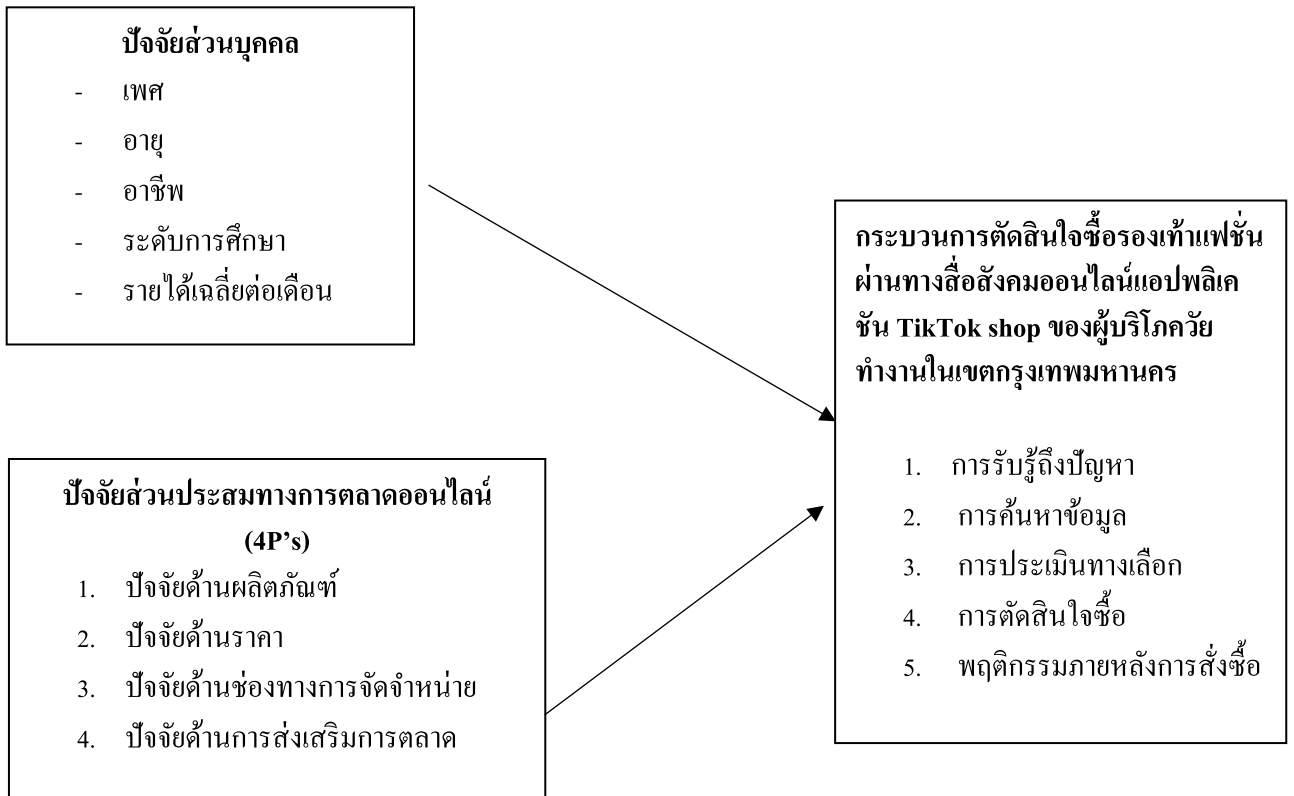 ปัจจัยส่วนบุคคล
- เพศ
- อายุ
- อาชีพ
- ระดับการศึกษา
- รายได้เฉลี่ยต่อเดือน
ปัจจัยส่วนประสมทางการตลาดออนไลน์
(4P’s)
1. ปัจจัยด้านผลิตภัณฑ์
2. ปัจจัยด้านราคา
3. ปัจจัยด้านช่องทางการจัดจำหน่าย
4. ปัจจัยด้านการส่งเสริมการตลาด
กระบวนการตัดสินใจซื้อรองเท้าแฟชั่น
ผ่านทางสื่อสังคมออนไลน์แอปพลิเค
ชัน TikTok shop ของผู้บริโภควัย
ทำงานในเขตกรุงเทพมหานคร
1. การรับรู้ถึงปัญหา
2. การค้นหาข้อมูล
3. การประเมินทางเลือก
4. การตัดสินใจซื้อ
5. พฤติกรรมภายหลังการสั่งซื้อ